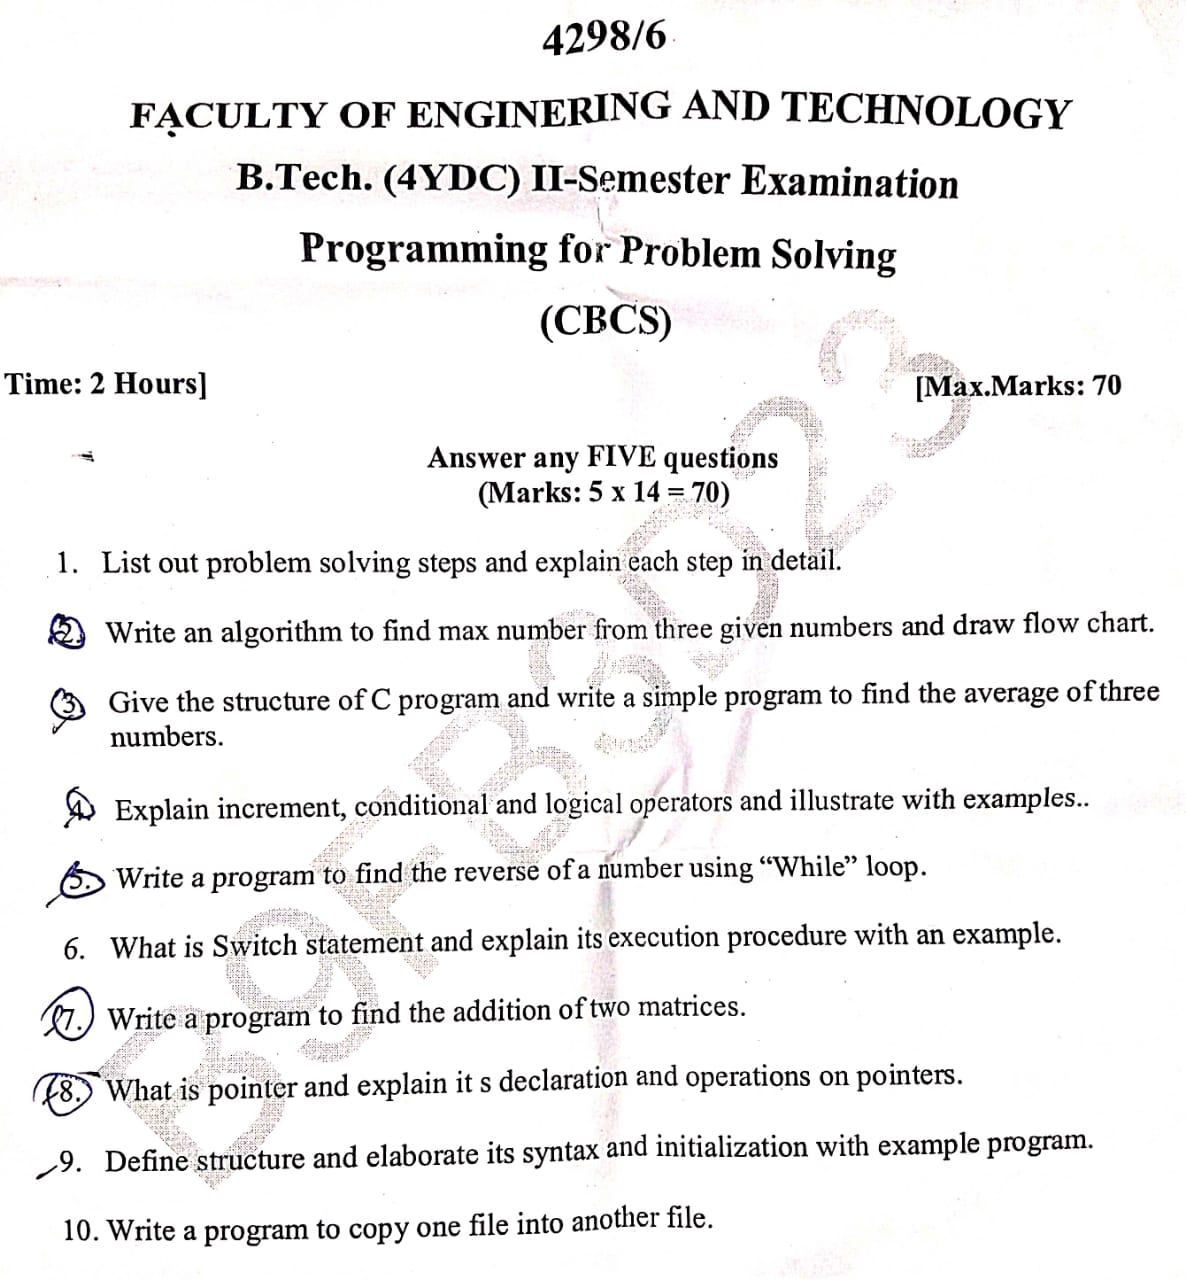 4298/6
FACULTY OF ENGINERING AND TECHNOLOGY
B.Tech. (4YDC) II-Semester Examination
Programming for Problem Solving
(CBCS)
Time: 2 Hours]
[Max.Marks: 70
Answer any FIVE questions
(Marks: 5 x 14 = 70)
1. List out problem solving steps and explain each step in detail.
2. Write an algorithm to find max number from three given numbers and draw flow chart.
3. Give the structure of C program and write a simple program to find the average of three
numbers.
4. Explain increment, conditional and logical operators and illustrate with examples..
5. Write a program to find the reverse of a number using “While” loop.
6. What is Switch statement and explain its execution procedure with an example.
7. Write a program to find the addition of two matrices.
8. What is pointer and explain it s declaration and operations on pointers.
9. Define structure and elaborate its syntax and initialization with example program.
10. Write a program to copy one file into another file.
B9FB3D23